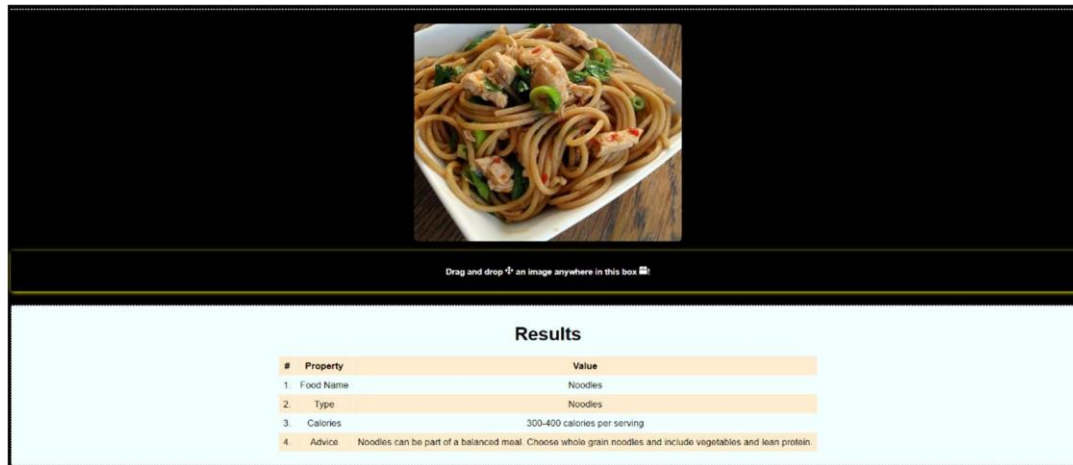 Drag and drop an image anywhere in this box !
Results
# Property Value
1. Food Name Noodles
2. Type Noodles
3. Calories 300-400 calories per serving
4. Advice Noodles can be part of a balanced meal. Choose whole grain noodles and include vegetables and lean protein.